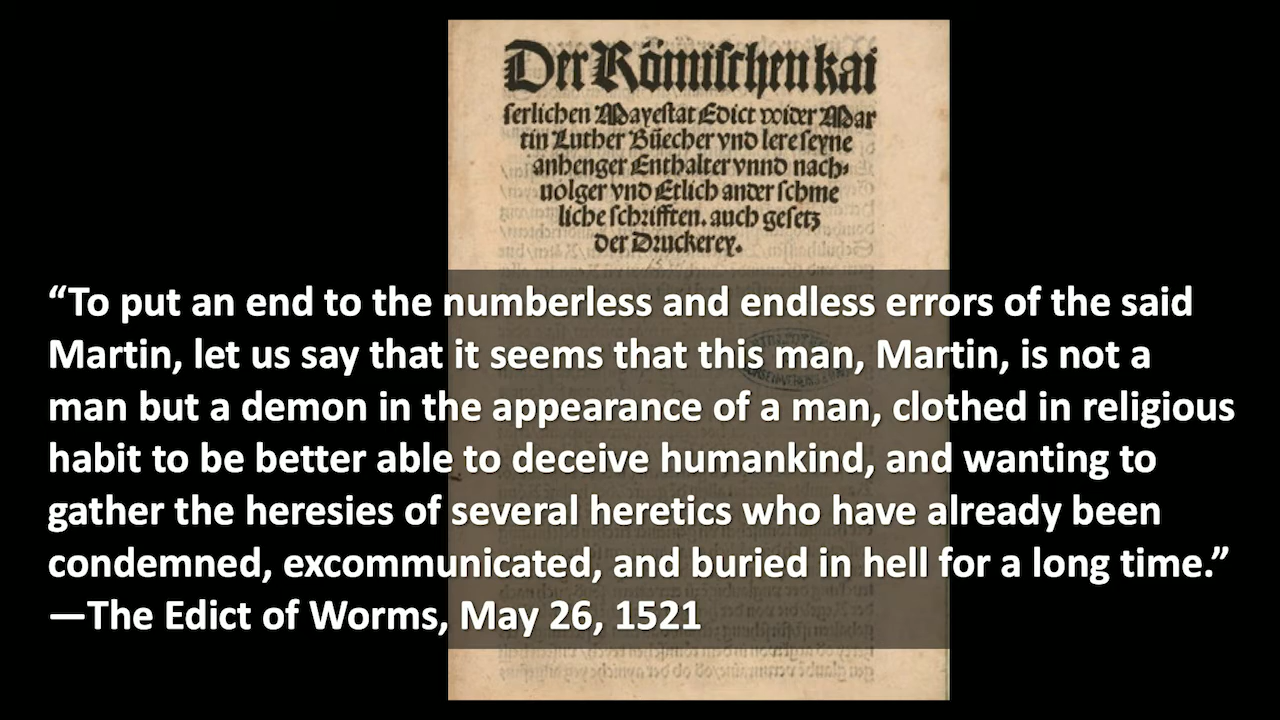 Der Römischen kai
serlichen Mayestat Edict wider Mar
tin Luther Büecher vnd lere seyne
anhenger Enthalter vnnd nach⸗
uolger vnd Etlich ander schme
liche schrifften. auch gesetz
der Druckerey.
“To put an end to the numberless and endless errors of the said
Martin, let us say that it seems that this man, Martin, is not a
man but a demon in the appearance of a man, clothed in religious
habit to be better able to deceive humankind, and wanting to
gather the heresies of several heretics who have already been
condemned, excommunicated, and buried in hell for a long time.”
—The Edict of Worms, May 26, 1521